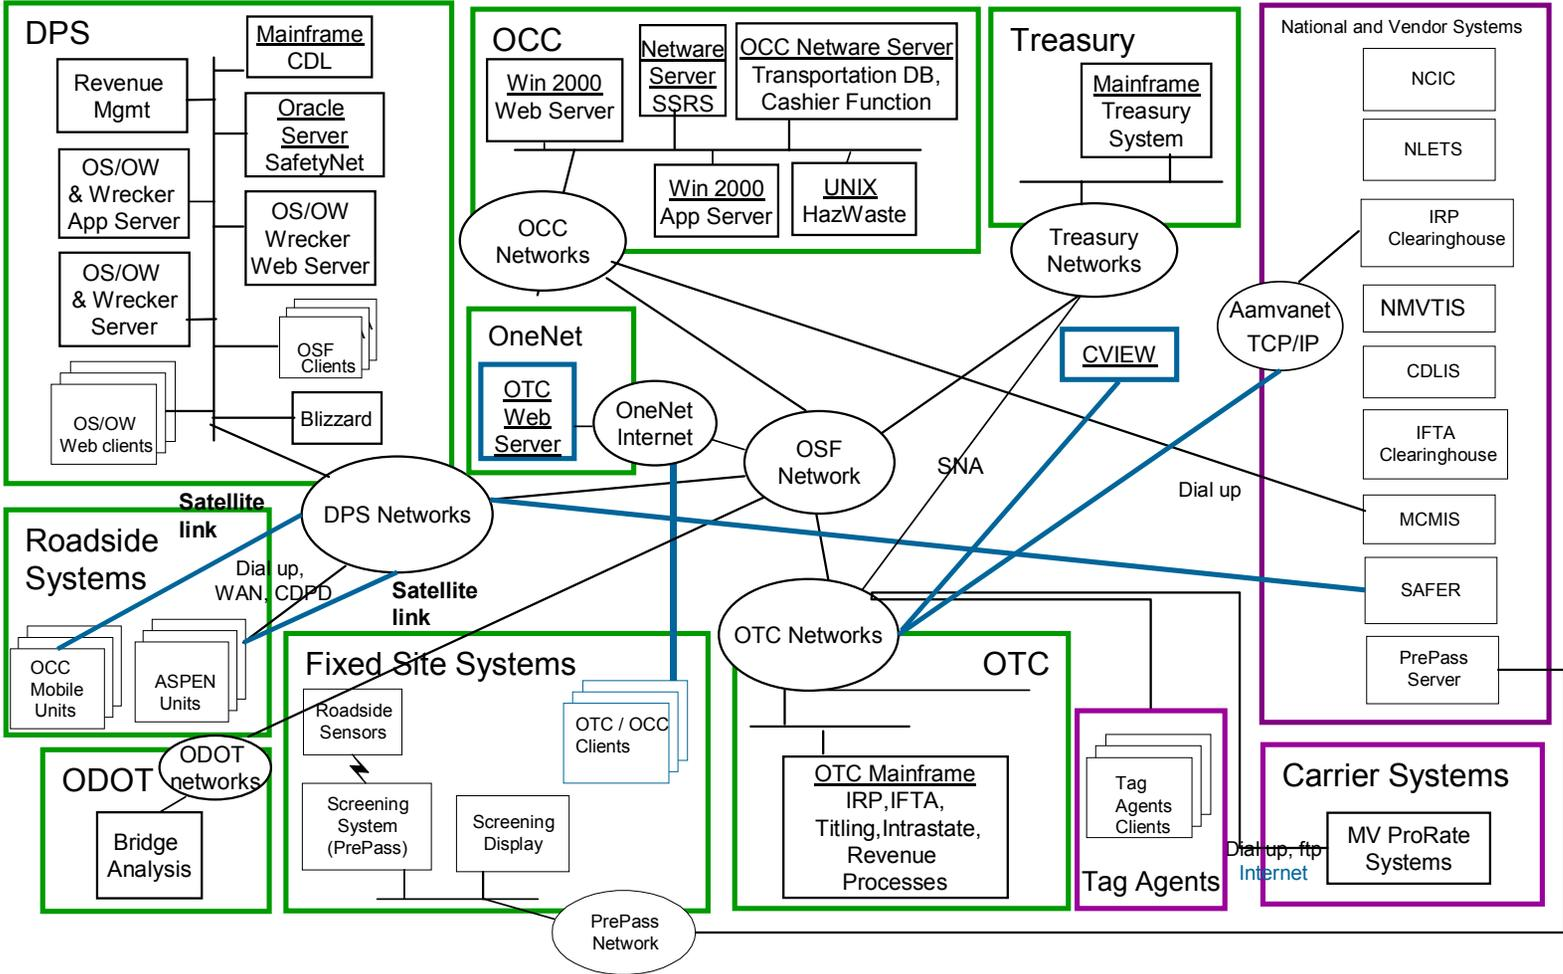 DPS
Mainframe
CDL
Revenue
Mgmt
Oracle
Server
SafetyNet
OS/OW
& Wrecker
App Server
OS/OW
Wrecker
Web Server
OS/OW
& Wrecker
Server
OSF
Clients
OS/OW
Web clients
Blizzard
OCC
Win 2000
Web Server
Netware
Server
SSRS
OCC Netware Server
Transportation DB,
Cashier Function
Win 2000
App Server
UNIX
HazWaste
OCC
Networks
Treasury
Mainframe
Treasury
System
Treasury
Networks
National and Vendor Systems
NCIC
NLETS
IRP
Clearinghouse
Aamvanet
TCP/IP
NMVTIS
CDLIS
IFTA
Clearinghouse
MCMIS
SAFER
PrePass
Server
OneNet
OTC
Web
Server
OneNet
Internet
OSF
Network
CVIEW
SNA
Dial up
DPS Networks
Satellite
link
Roadside
Systems
Dial up,
WAN, CDPD
Satellite
link
OCC
Mobile
Units
ASPEN
Units
ODOT
ODOT
networks
Bridge
Analysis
Fixed Site Systems
Roadside
Sensors
OTC / OCC
Clients
Screening
System
(PrePass)
Screening
Display
PrePass
Network
OTC Networks
OTC
OTC Mainframe
IRP,IFTA,
Titling,Intrastate,
Revenue
Processes
Tag
Agents
Clients
Tag Agents
Dial up, ftp
Internet
Carrier Systems
MV ProRate
Systems